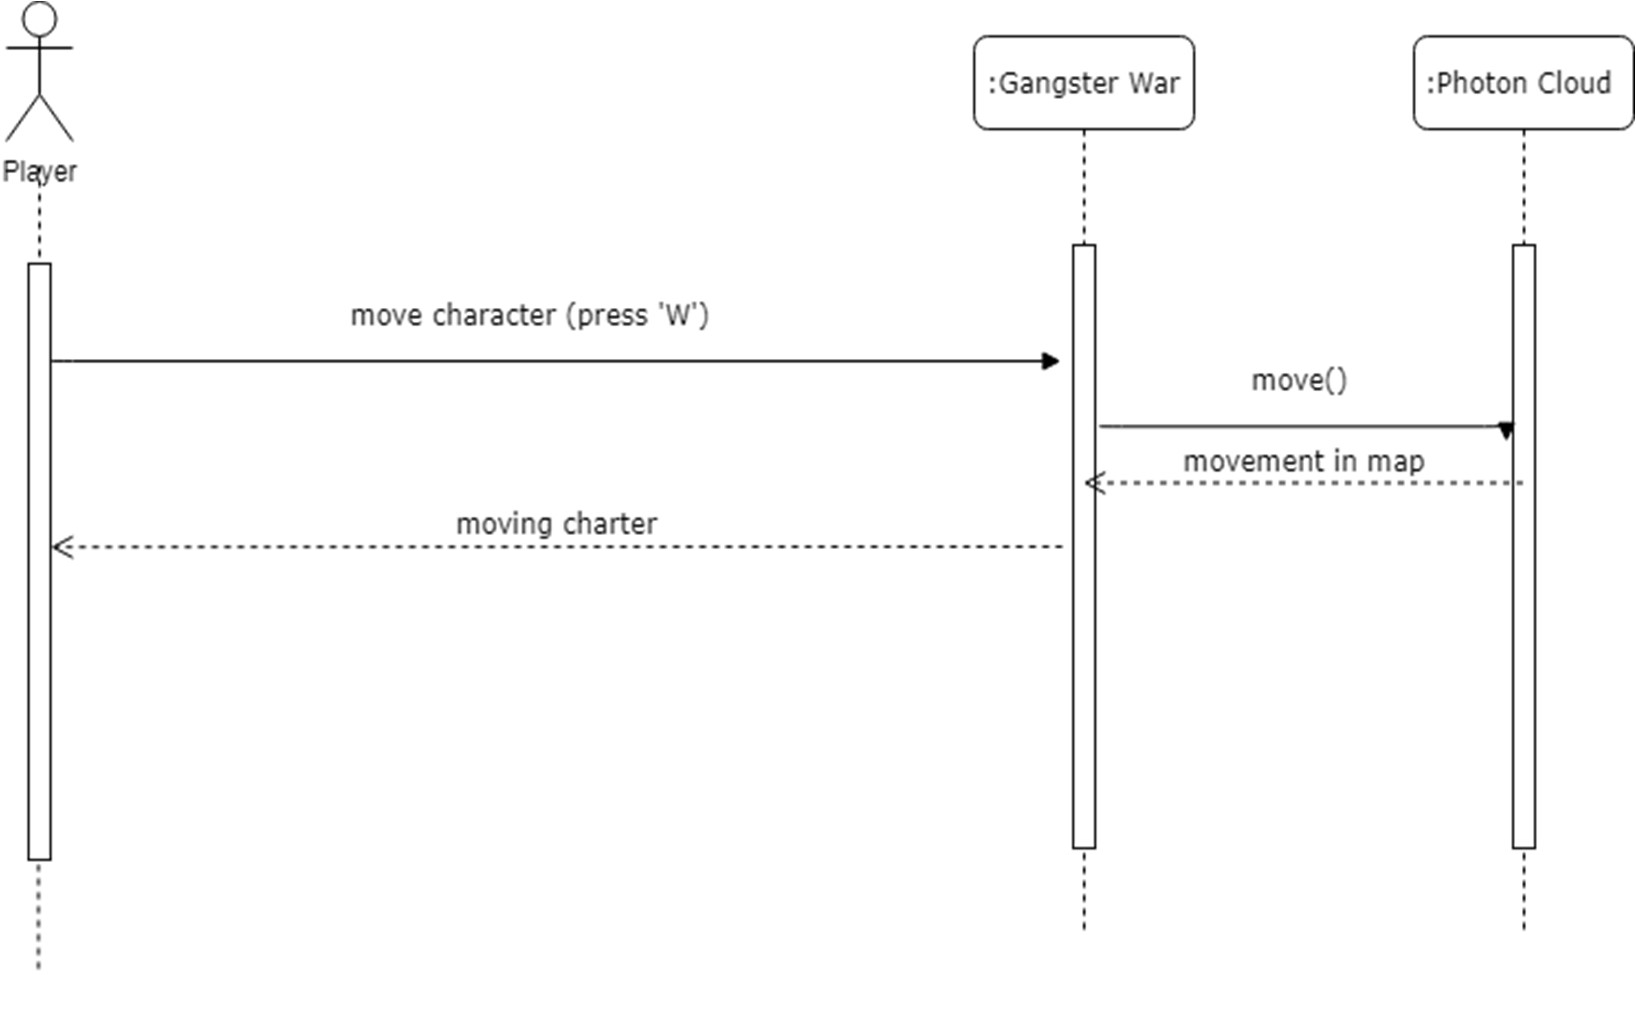 :Gangster War
:Photon Cloud
Player
move character (press 'W')
move()
movement in map
moving charter